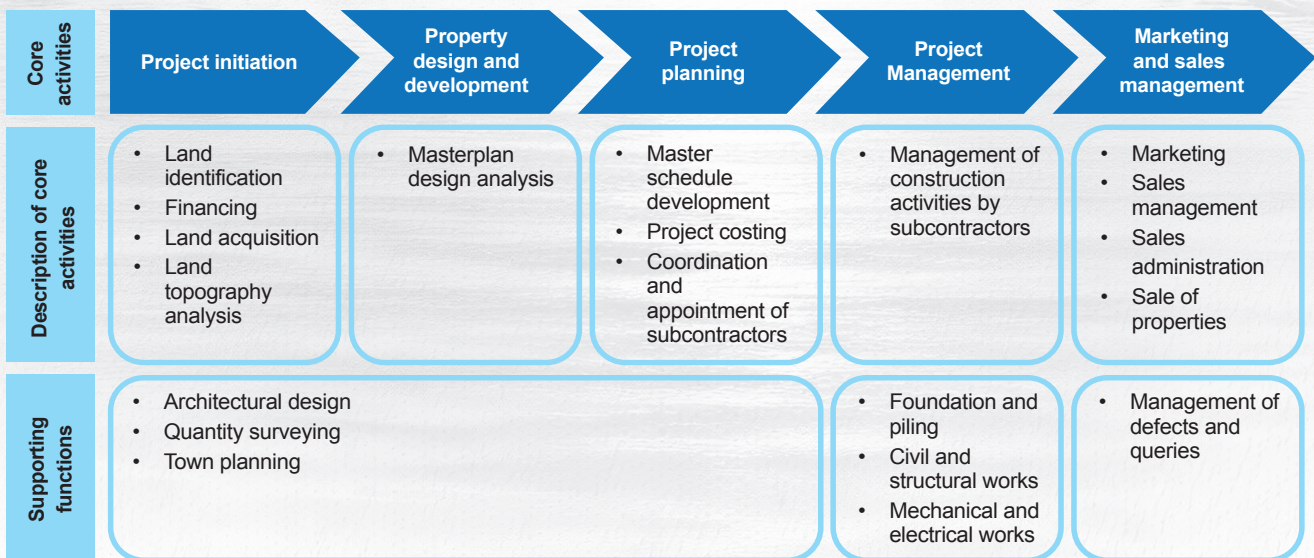 Core
activities
Project initiation
Property
design and
development
Project
planning
Project
Management
Marketing
and sales
management
Description of core
activities
• Land
identification
• Financing
• Land acquisition
• Land
topography
analysis
• Masterplan
design analysis
• Master
schedule
development
• Project costing
• Coordination
and
appointment of
subcontractors
• Management of
construction
activities by
subcontractors
• Marketing
• Sales
management
• Sales
administration
• Sale of
properties
Supporting
functions
• Architectural design
• Quantity surveying
• Town planning
• Foundation and
piling
• Civil and
structural works
• Mechanical and
electrical works
• Management of
defects and
queries